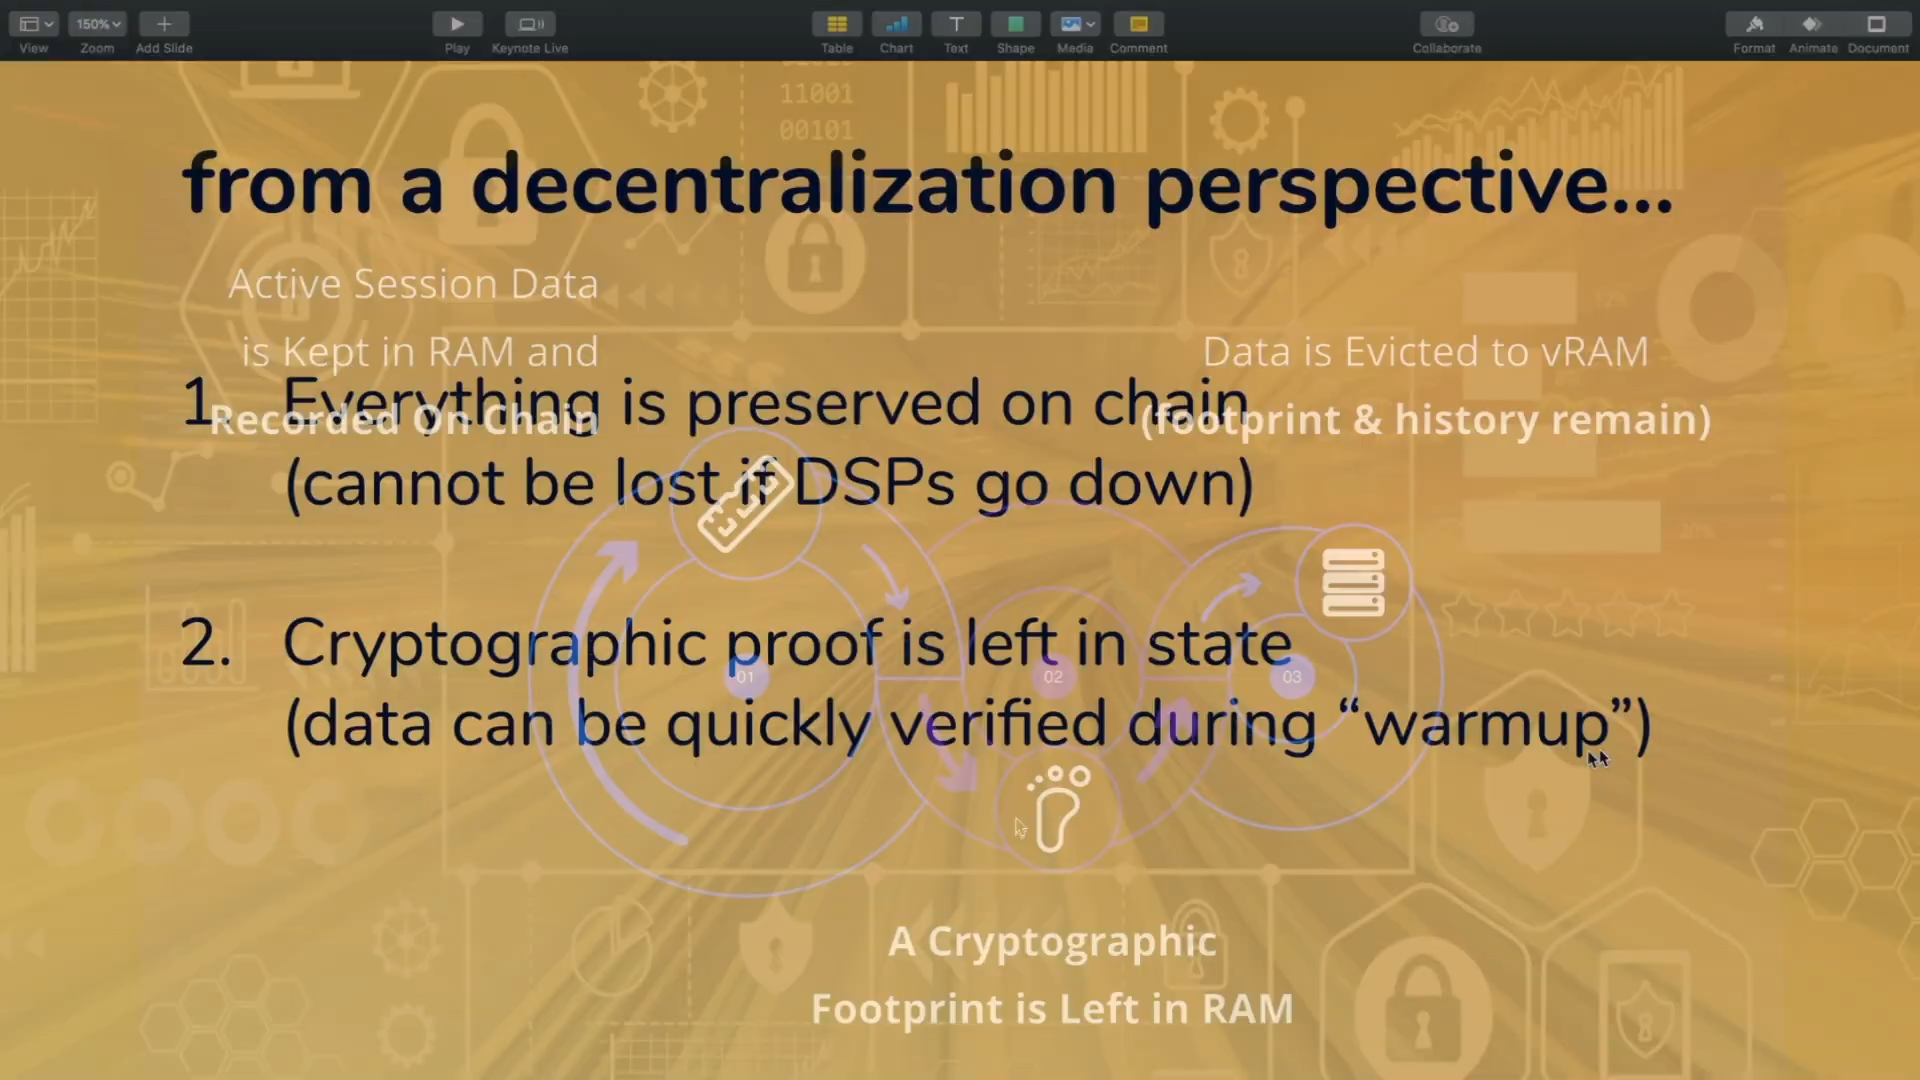 150%
View
Zoom
Add Slide
Play
Keynote Live
Table
Chart
Text
Shape
Media
Comment
Collaborate
Format
Animate
Document
11001
00101
from a decentralization perspective...
Active Session Data
is Kept in RAM and
Recorded On Chain
Data is Evicted to vRAM
(footprint & history remain)
1. Everything is preserved on chain
(cannot be lost if DSPs go down)
2. Cryptographic proof is left in state
(data can be quickly verified during “warmup”)
01
02
03
A Cryptographic
Footprint is Left in RAM